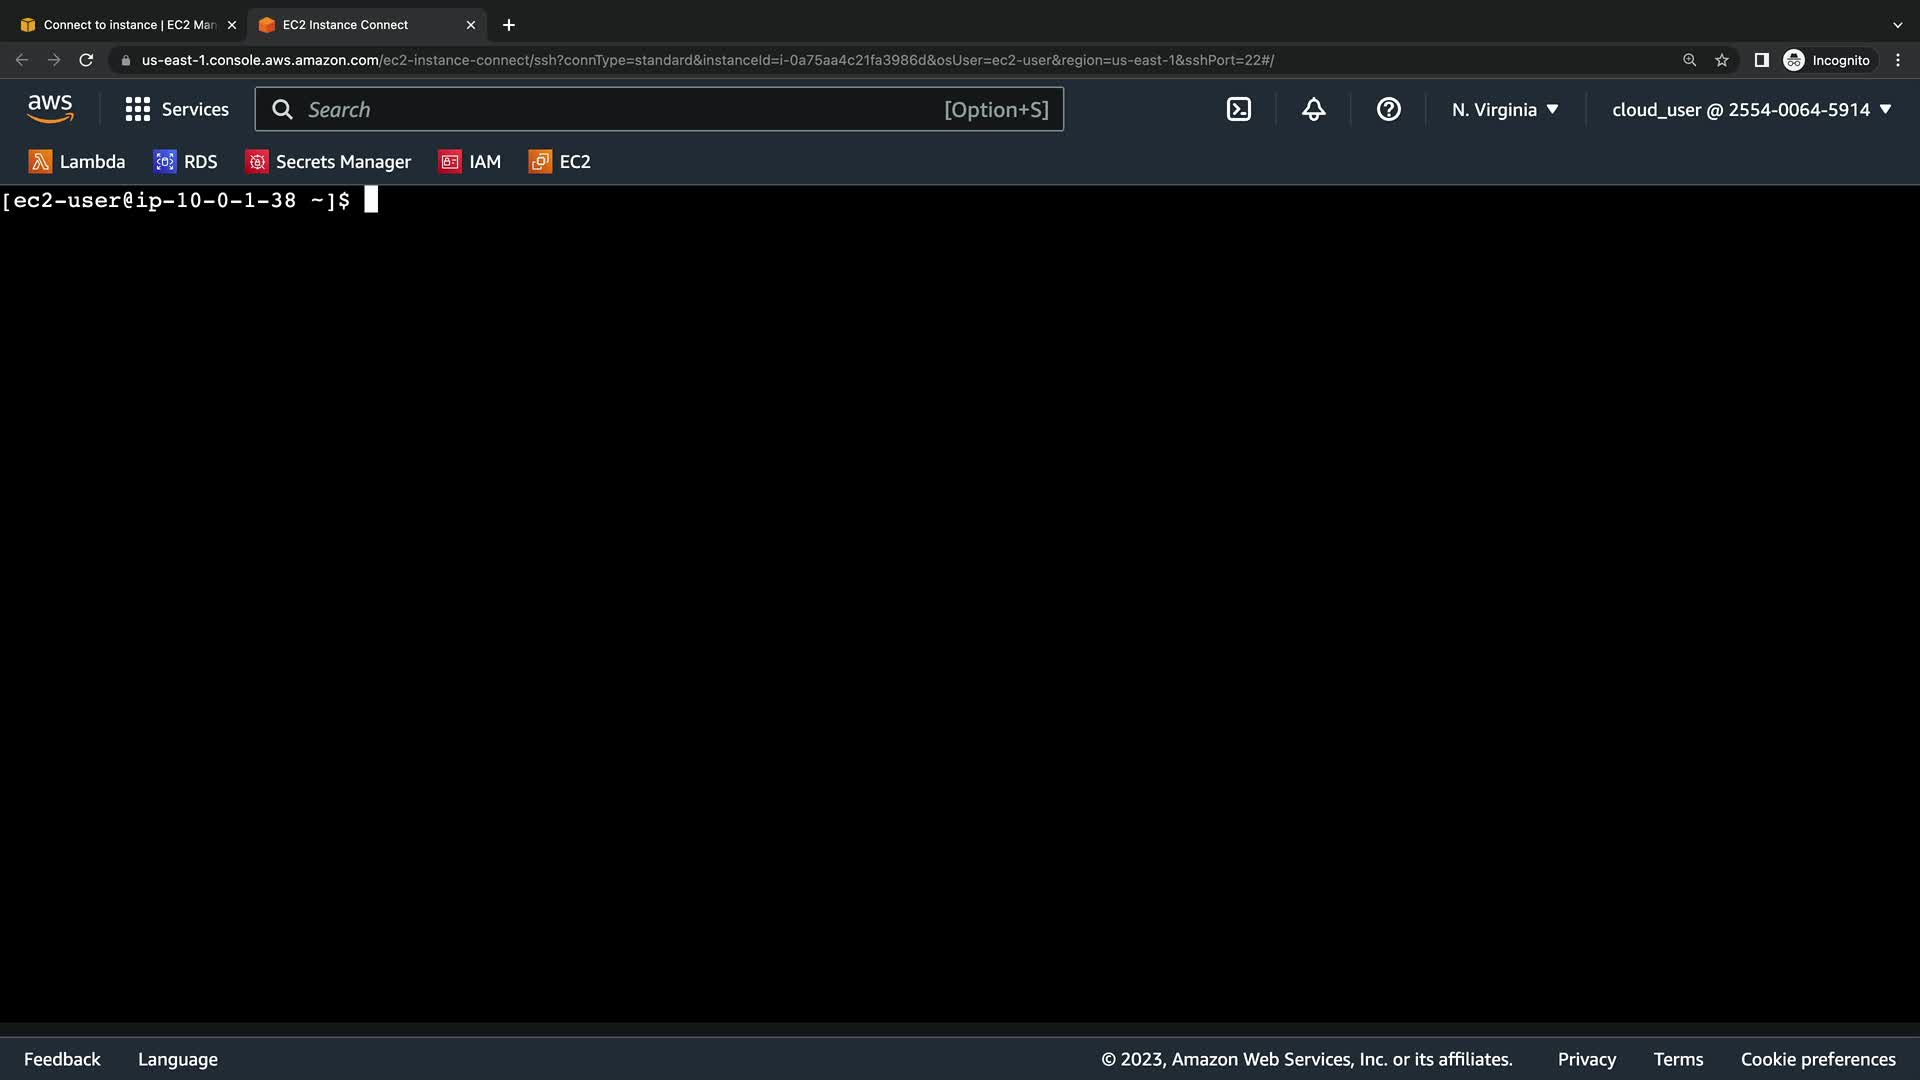 Connect to instance | EC2 Man
EC2 Instance Connect
us-east-1.console.aws.amazon.com/ec2-instance-connect/ssh?connType=standard&instanceId=i-0a75aa4c21fa3986d&osUser=ec2-user&region=us-east-1&sshPort=22#/
Incognito
aws
Services
Search
[Option+S]
N. Virginia
cloud_user @ 2554-0064-5914
Lambda
RDS
Secrets Manager
IAM
EC2
[ec2-user@ip-10-0-1-38 ~]$
Feedback
Language
© 2023, Amazon Web Services, Inc. or its affiliates.
Privacy
Terms
Cookie preferences